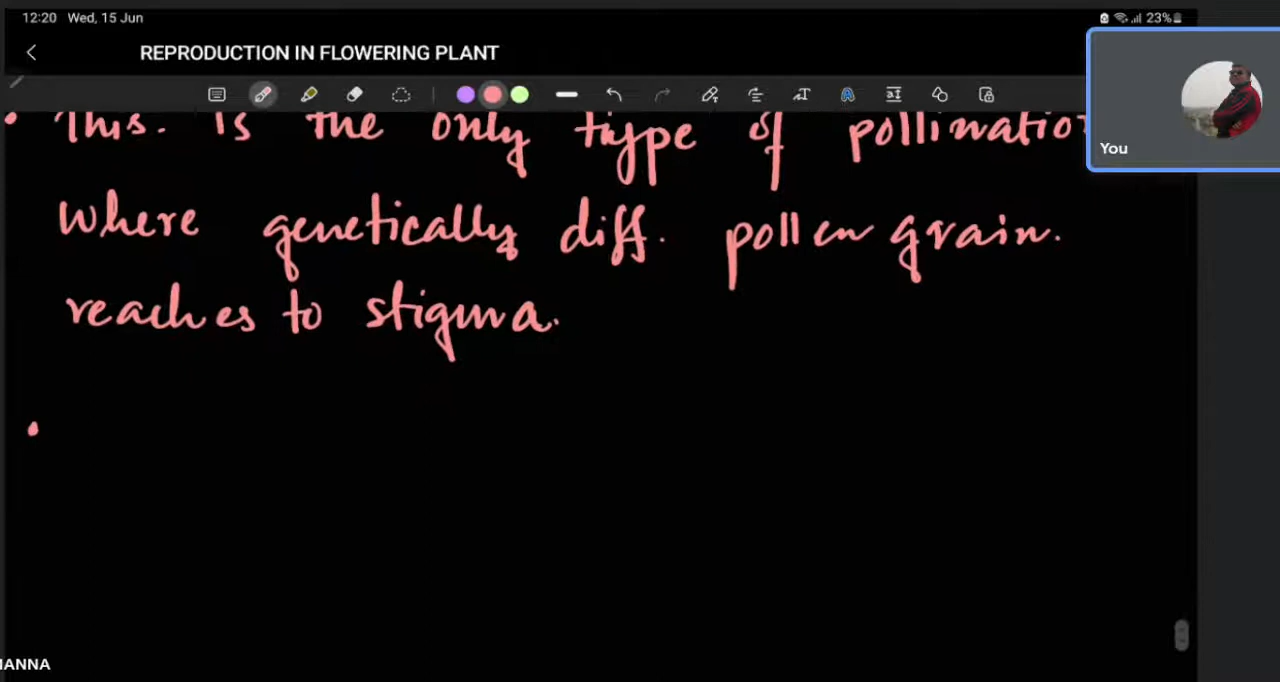 12:20 Wed, 15 Jun
23%
REPRODUCTION IN FLOWERING PLANT
You
• This. is the only type of pollination
where genetically diff. pollen grain.
reaches to stigma.
•
MANNA